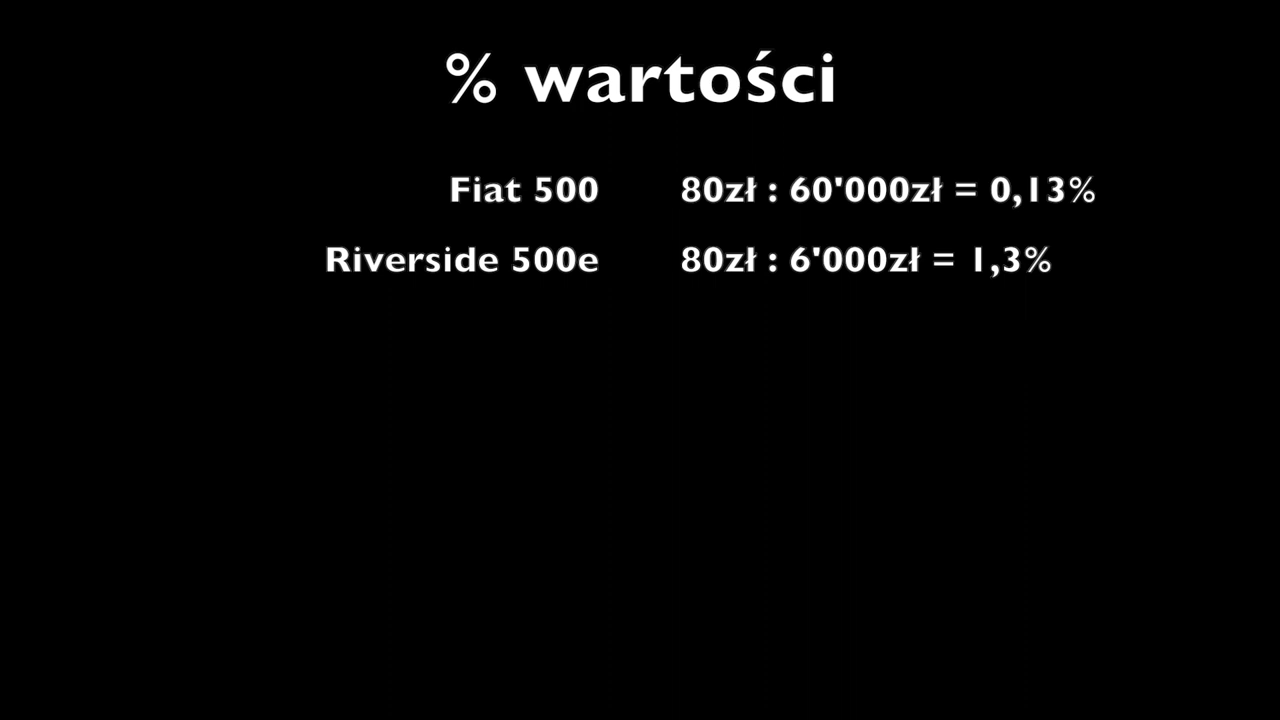 % wartości
Fiat 500 80zł : 60'000zł = 0,13%
Riverside 500e 80zł : 6'000zł = 1,3%